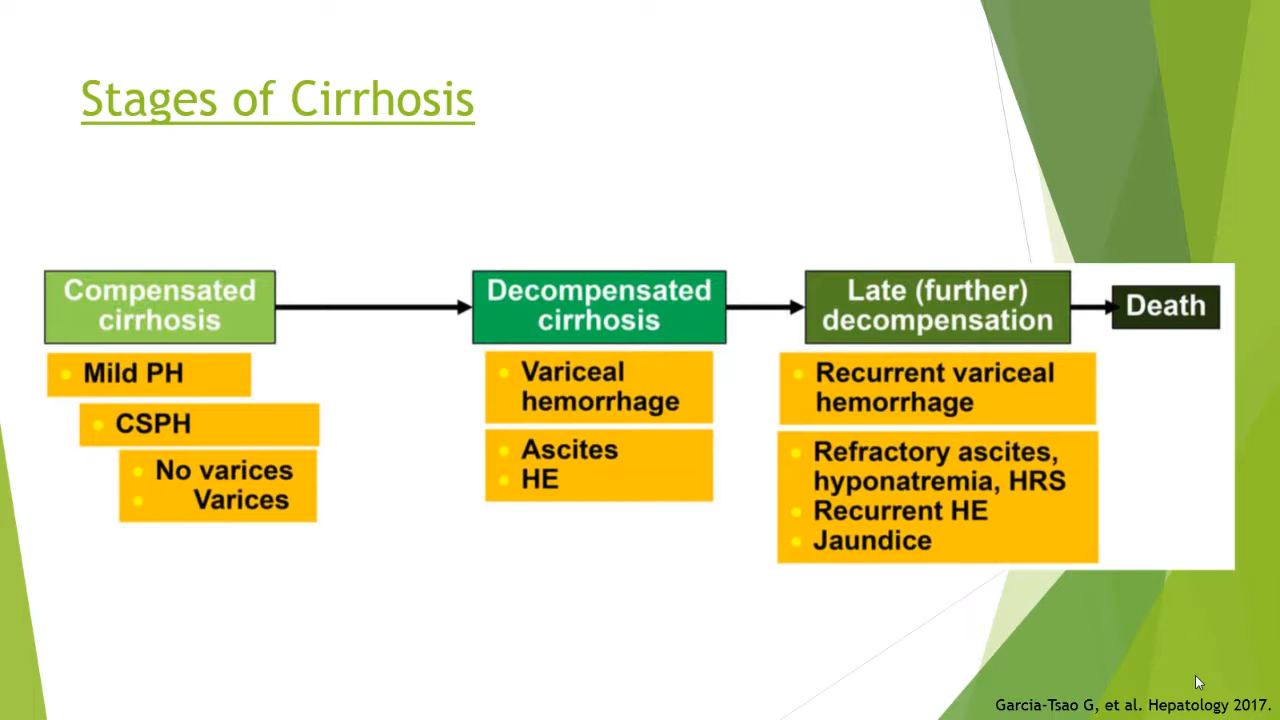 Stages of Cirrhosis
Compensated
cirrhosis
Mild PH
CSPH
No varices
Varices
Decompensated
cirrhosis
Variceal
hemorrhage
Ascites
HE
Late (further)
decompensation
Recurrent variceal
hemorrhage
Refractory ascites,
hyponatremia, HRS
Recurrent HE
Jaundice
Death
Garcia-Tsao G, et al. Hepatology 2017.